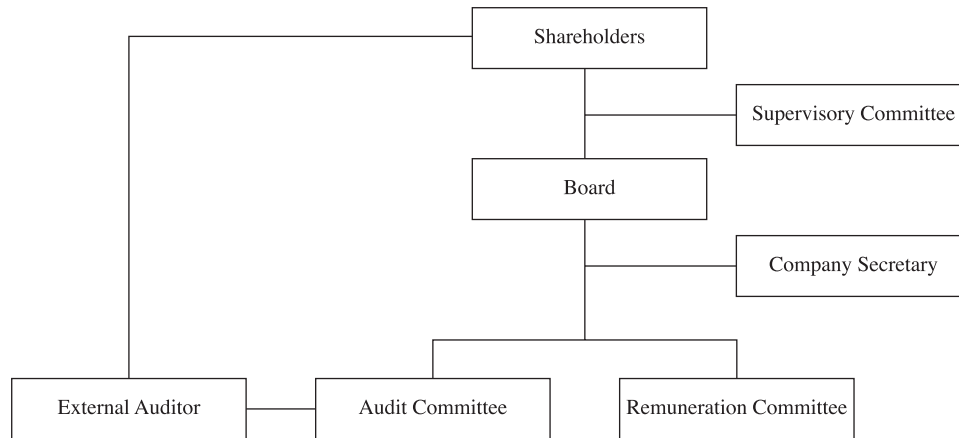 Shareholders
Supervisory Committee
Board
Company Secretary
External Auditor
Audit Committee
Remuneration Committee